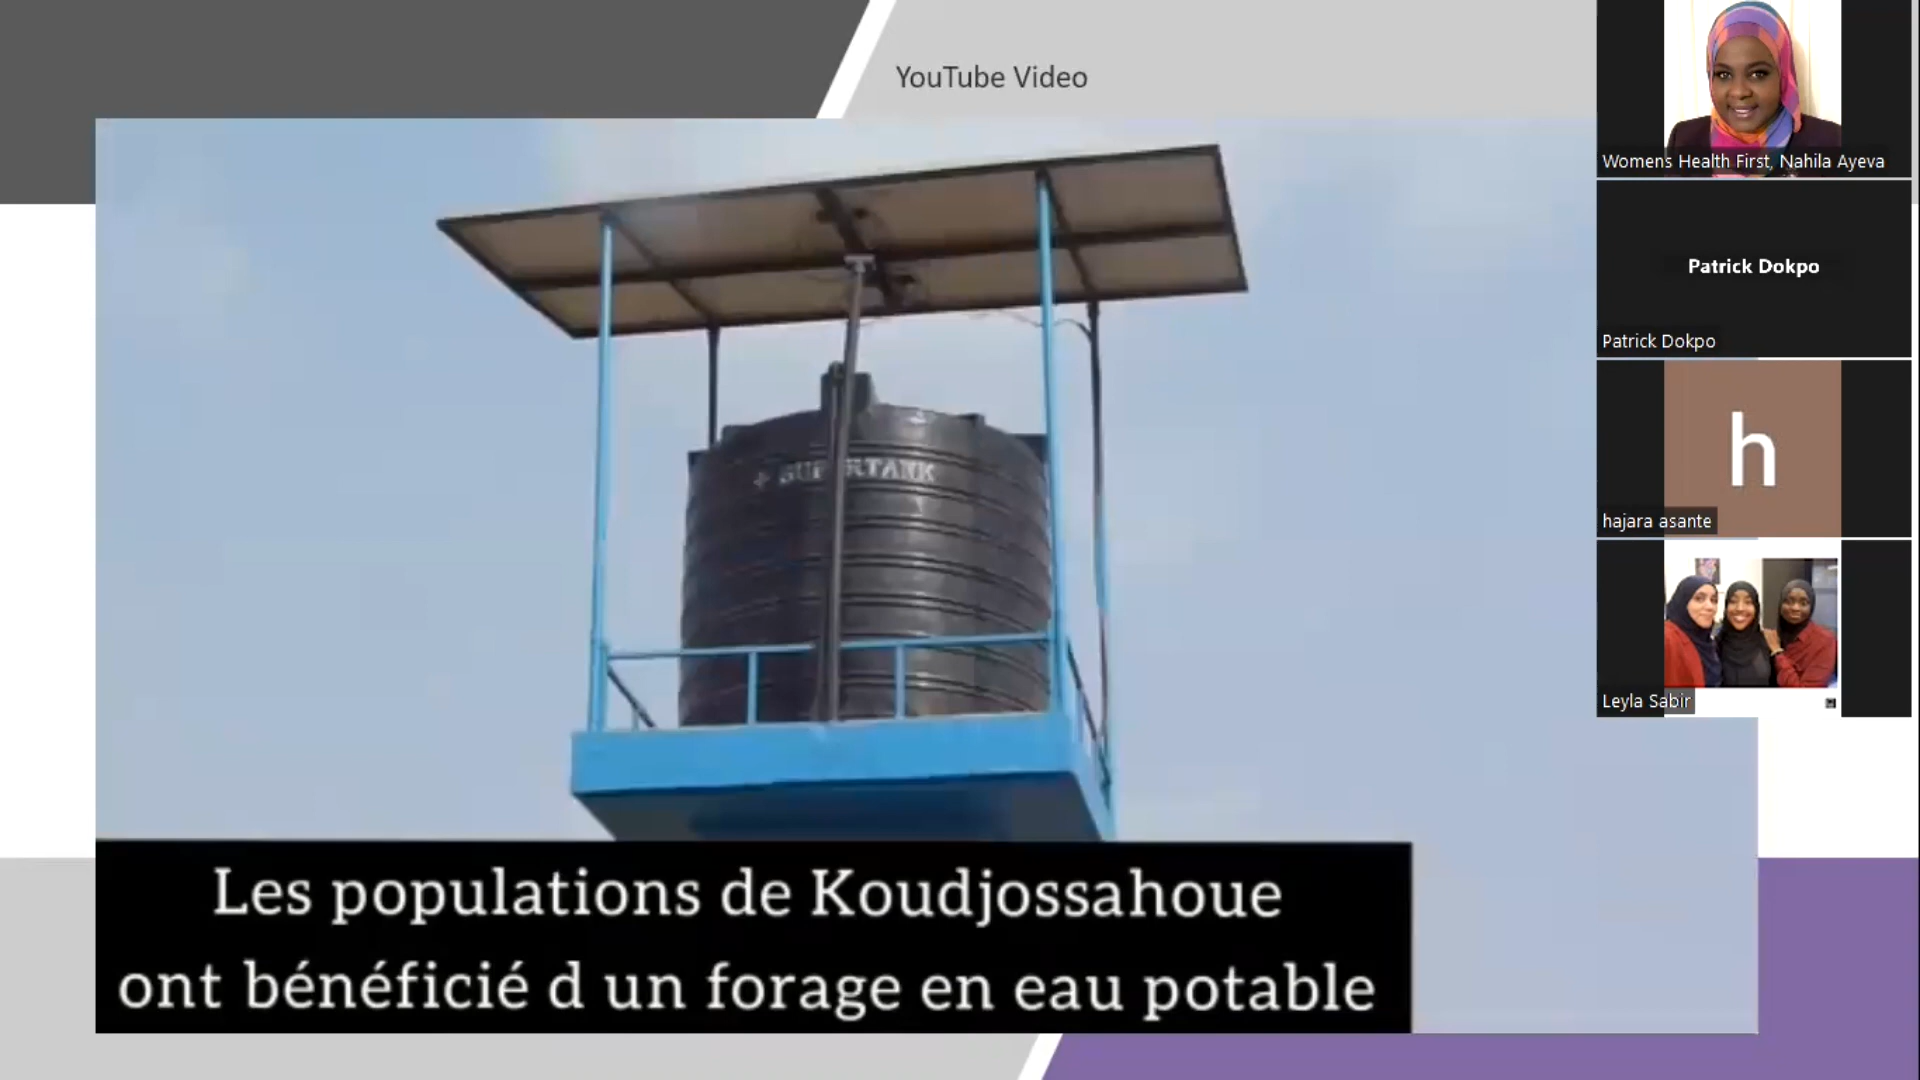 YouTube Video
+ SUPERTANK
Les populations de Koudjossahoue
ont bénéficié d un forage en eau potable
Womens Health First, Nahila Ayeva
Patrick Dokpo
Patrick Dokpo
h
hajara asante
Leyla Sabir